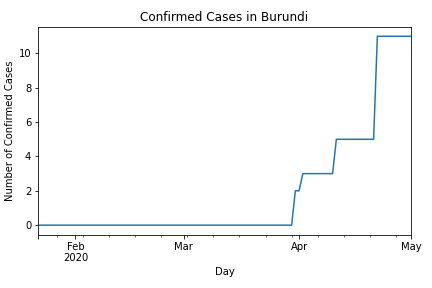 Confirmed Cases in Burundi
10
8
6
4
2
0
Number of Confirmed Cases
Feb
2020
Mar
Apr
May
Day